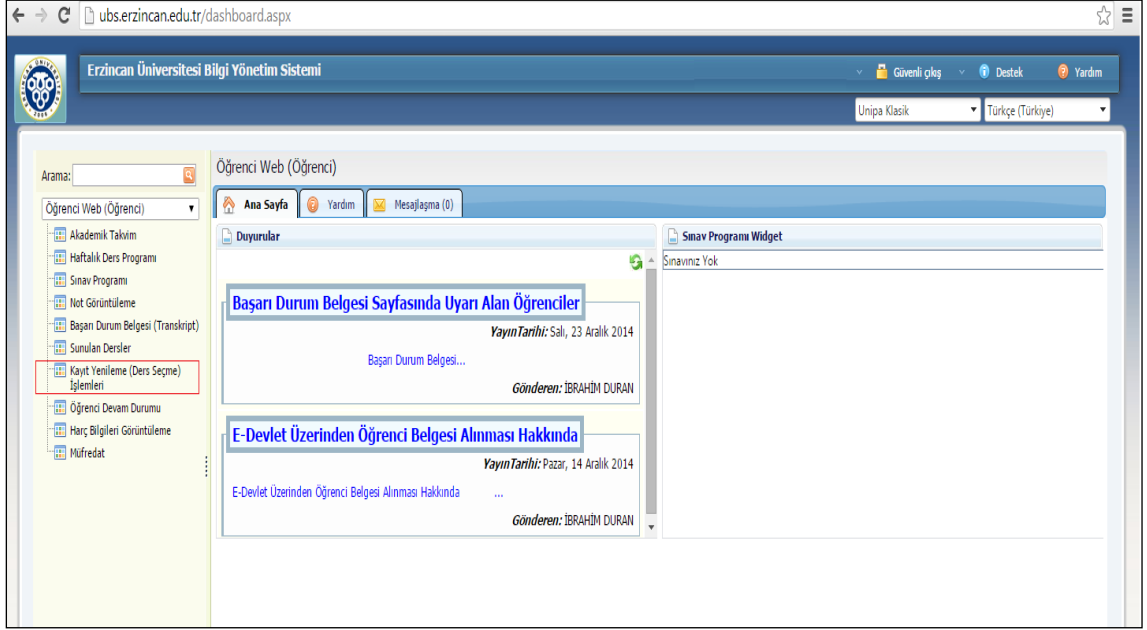 ubs.erzincan.edu.tr/dashboard.aspx
Erzincan Üniversitesi Bilgi Yönetim Sistemi
Güvenli çıkış
Destek
Yardım
Unipa Klasik
Türkçe (Türkiye)
Arama:
Öğrenci Web (Öğrenci)
Akademik Takvim
Haftalık Ders Programı
Sınav Programı
Not Görüntüleme
Başarı Durum Belgesi (Transkript)
Sunulan Dersler
Kayıt Yenileme (Ders Seçme)
İşlemleri
Öğrenci Devam Durumu
Harç Bilgileri Görüntüleme
Müfredat
Öğrenci Web (Öğrenci)
Ana Sayfa
Yardım
Mesajlaşma (0)
Duyurular
Başarı Durum Belgesi Sayfasında Uyarı Alan Öğrenciler
YayınTarihi: Salı, 23 Aralık 2014
Başarı Durum Belgesi...
Gönderen: İBRAHİM DURAN
E-Devlet Üzerinden Öğrenci Belgesi Alınması Hakkında
YayınTarihi: Pazar, 14 Aralık 2014
E-Devlet Üzerinden Öğrenci Belgesi Alınması Hakkında ...
Gönderen: İBRAHİM DURAN
Sınav Programı Widget
Sınavınız Yok